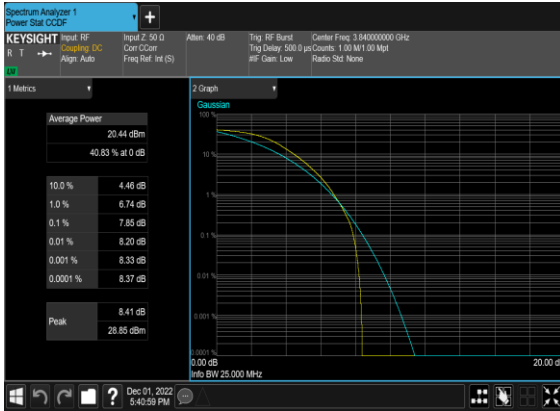 Spectrum Analyzer 1
Power Stat CCDF
KEYSIGHT
R T
Input: RF
Coupling: DC
Align: Auto
Input Z: 50 Ω
Corr CCorr
Freq Ref: Int (S)
Atten: 40 dB
Trig: RF Burst
Trig Delay: 500.0 µs
#IF Gain: Low
Center Freq: 3.840000000 GHz
Counts: 1.00 M/1.00 Mpt
Radio Std: None
1 Metrics
Average Power
20.44 dBm
40.83 % at 0 dB
10.0 % 4.46 dB
1.0 % 6.74 dB
0.1 % 7.85 dB
0.01 % 8.20 dB
0.001 % 8.33 dB
0.0001 % 8.37 dB
Peak
8.41 dB
28.85 dBm
2 Graph
Gaussian
100 %
10 %
1 %
0.1 %
0.01 %
0.001 %
0.0001 %
0.00 dB
20.00 d
Info BW 25.000 MHz
?
Dec 01, 2022
5:40:59 PM